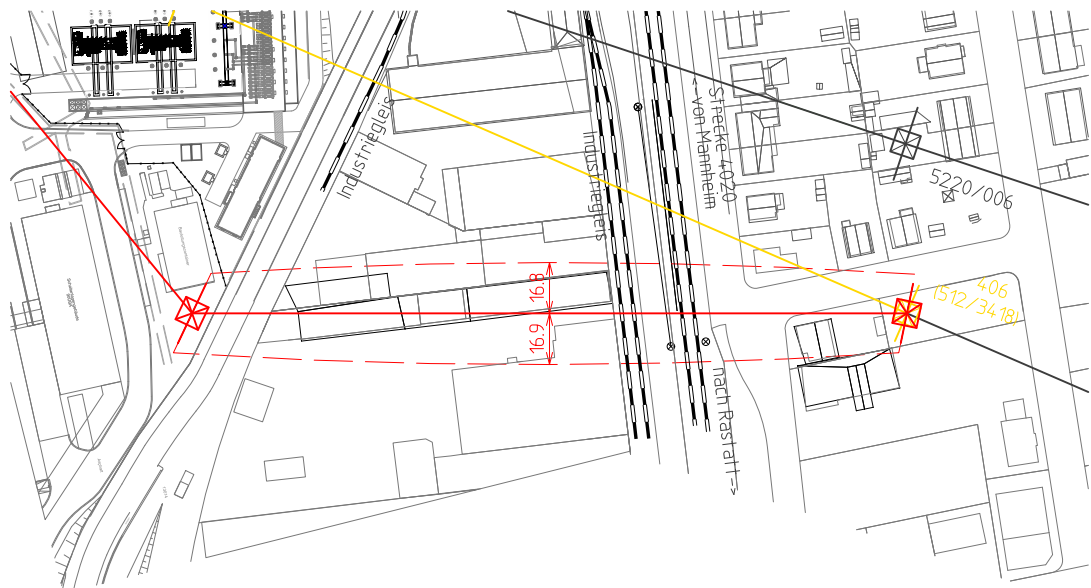 Industriegleis
Industriegleis
Strecke 4020
<- von Mannheim
nach Rastatt ->
5220/006
406
(512/3418)
16.8
16.9